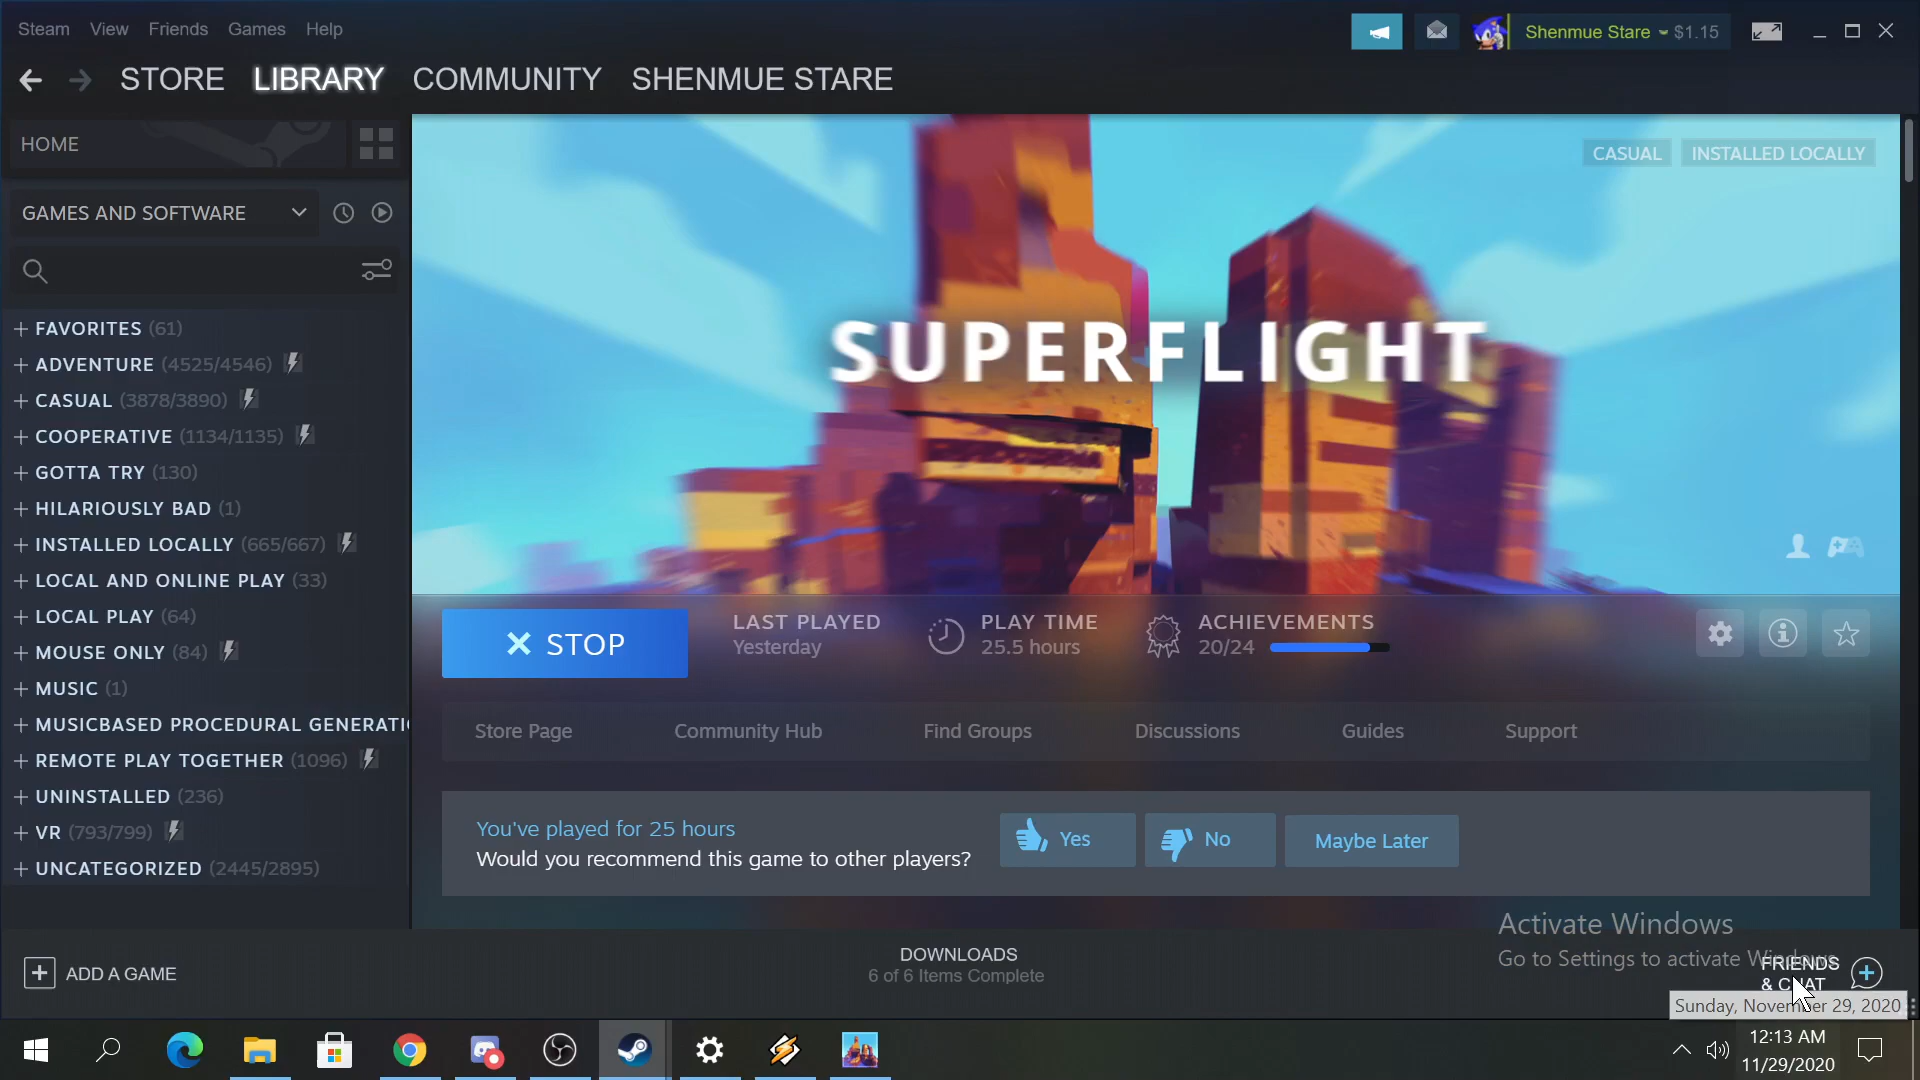 Steam View Friends Games Help
Shenmue Stare $1.15
STORE LIBRARY COMMUNITY SHENMUE STARE
HOME
CASUAL INSTALLED LOCALLY
GAMES AND SOFTWARE
SUPERFLIGHT
FAVORITES (61)
ADVENTURE (4525/4546)
CASUAL (3878/3890)
COOPERATIVE (1134/1135)
GOTTA TRY (130)
HILARIOUSLY BAD (1)
INSTALLED LOCALLY (665/667)
LOCAL AND ONLINE PLAY (33)
LOCAL PLAY (64)
MOUSE ONLY (84)
MUSIC (1)
MUSICBASED PROCEDURAL GENERATI
REMOTE PLAY TOGETHER (1096)
UNINSTALLED (236)
VR (793/799)
UNCATEGORIZED (2445/2895)
STOP
LAST PLAYED
Yesterday
PLAY TIME
25.5 hours
ACHIEVEMENTS
20/24
Store Page Community Hub Find Groups Discussions Guides Support
You've played for 25 hours
Would you recommend this game to other players?
Yes No Maybe Later
Activate Windows
Go to Settings to activate Windows.
ADD A GAME
DOWNLOADS
6 of 6 Items Complete
FRIENDS
& CHAT
Sunday, November 29, 2020
12:13 AM
11/29/2020